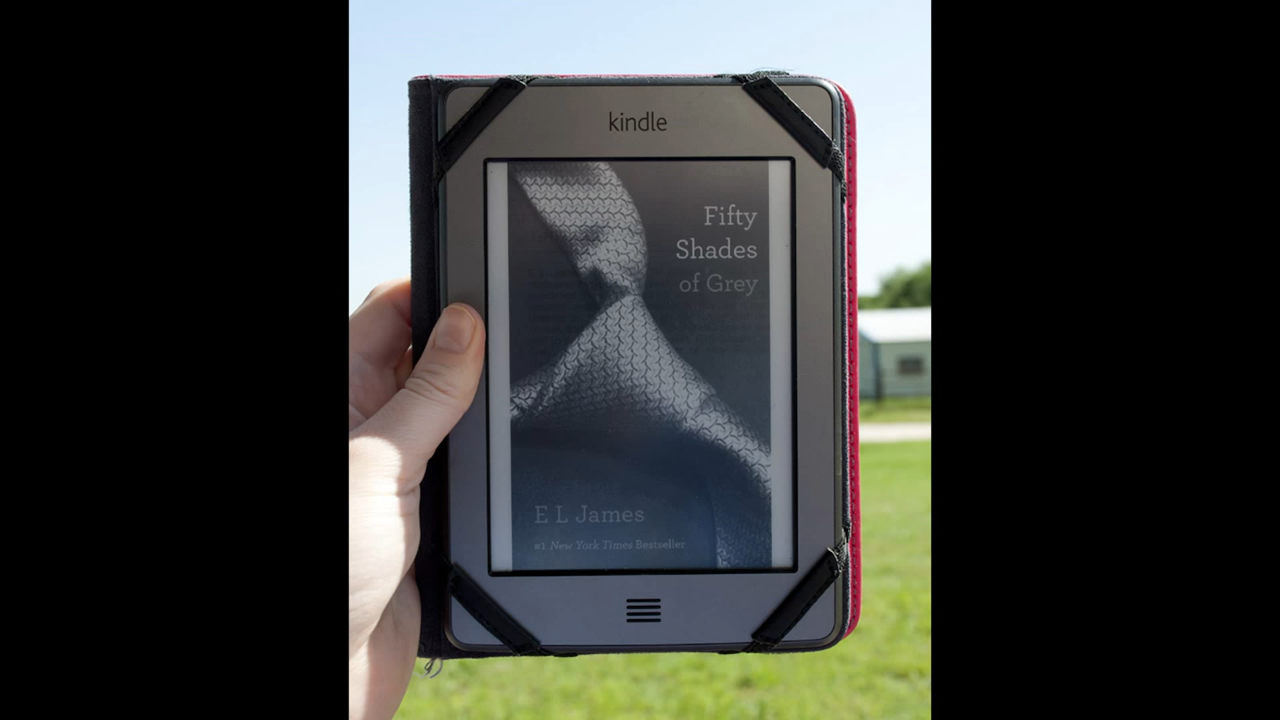 kindle
Fifty
Shades
of Grey
E L James
#1 New York Times Bestseller